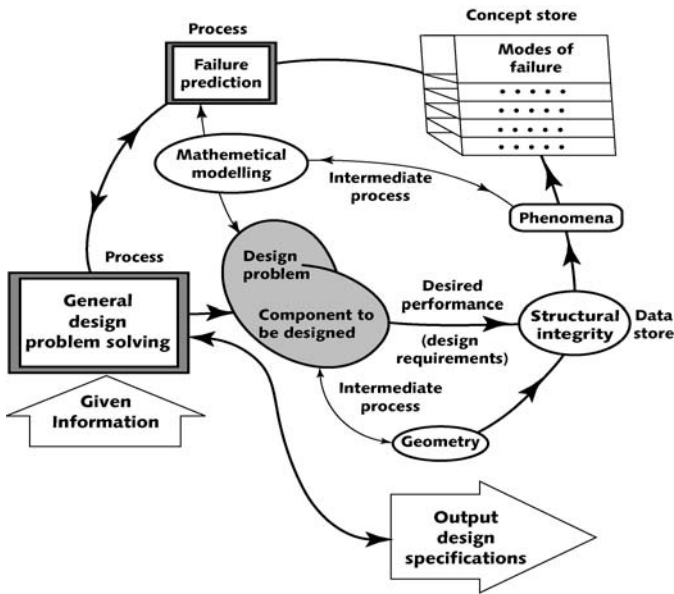 Process
Concept store
Failure
prediction
Modes of
failure
Mathemetical
modelling
Intermediate
process
Phenomena
Process
Design
problem
General
design
problem solving
Component to
be designed
Desired
performance
(design
requirements)
Structural
integrity
Data
store
Given
Information
Intermediate
process
Geometry
Output
design
specifications